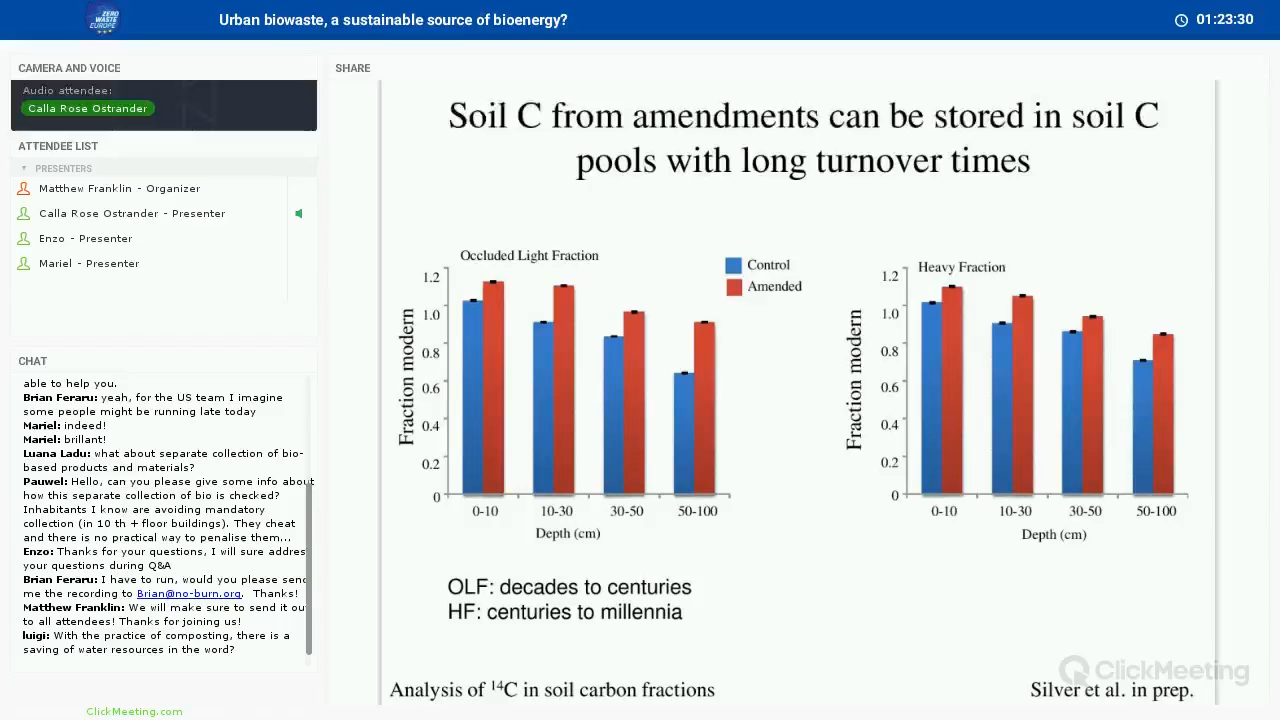 ZERO WASTE EUROPE
Urban biowaste, a sustainable source of bioenergy?
01:23:30
CAMERA AND VOICE
Audio attendee:
Calla Rose Ostrander
ATTENDEE LIST
PRESENTERS
Matthew Franklin - Organizer
Calla Rose Ostrander - Presenter
Enzo - Presenter
Mariel - Presenter
CHAT
able to help you.
Brian Feraru: yeah, for the US team I imagine
some people might be running late today
Mariel: indeed!
Mariel: brillant!
Luana Ladu: what about separate collection of bio-
based products and materials?
Pauwel: Hello, can you please give some info about
how this separate collection of bio is checked?
Inhabitants I know are avoiding mandatory
collection (in 10 th + floor buildings). They cheat
and there is no practical way to penalise them...
Enzo: Thanks for your questions, I will sure addres
your questions during Q&A
Brian Feraru: I have to run, would you please send
me the recording to Brian@no-burn.org. Thanks!
Matthew Franklin: We will make sure to send it ou
to all attendees! Thanks for joining us!
luigi: With the practice of composting, there is a
saving of water resources in the word?
ClickMeeting.com
SHARE
Soil C from amendments can be stored in soil C
pools with long turnover times
Occluded Light Fraction
Control
Amended
Fraction modern
1.2
1.0
0.8
0.6
0.4
0.2
0
0-10 10-30 30-50 50-100
Depth (cm)
Heavy Fraction
Fraction modern
1.2
1.0
0.8
0.6
0.4
0.2
0
0-10 10-30 30-50 50-100
Depth (cm)
OLF: decades to centuries
HF: centuries to millennia
ClickMeeting
Analysis of ¹⁴C in soil carbon fractions
Silver et al. in prep.